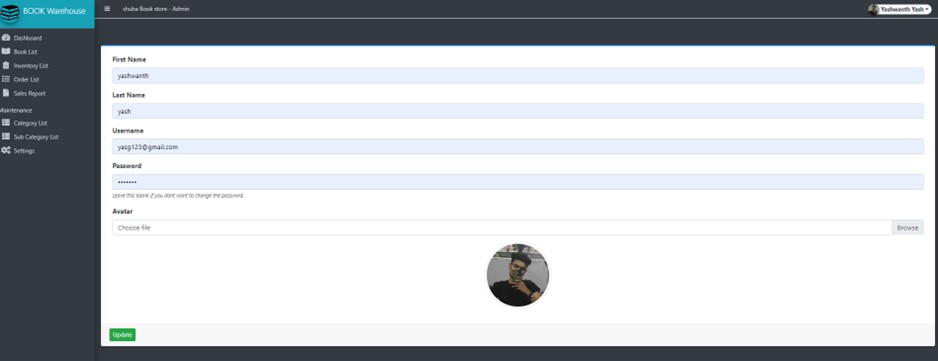 BOOK Warehouse
shuba Book store - Admin
Yashwanth Yash
Dashboard
Book List
Inventory List
Order List
Sales Report
Maintenance
Category List
Sub Category List
Settings
First Name
yashwanth
Last Name
yash
Username
yasg123@gmail.com
Password
•••••••
Leave this blank if you dont want to change the password.
Avatar
Choose file
Browse
Update